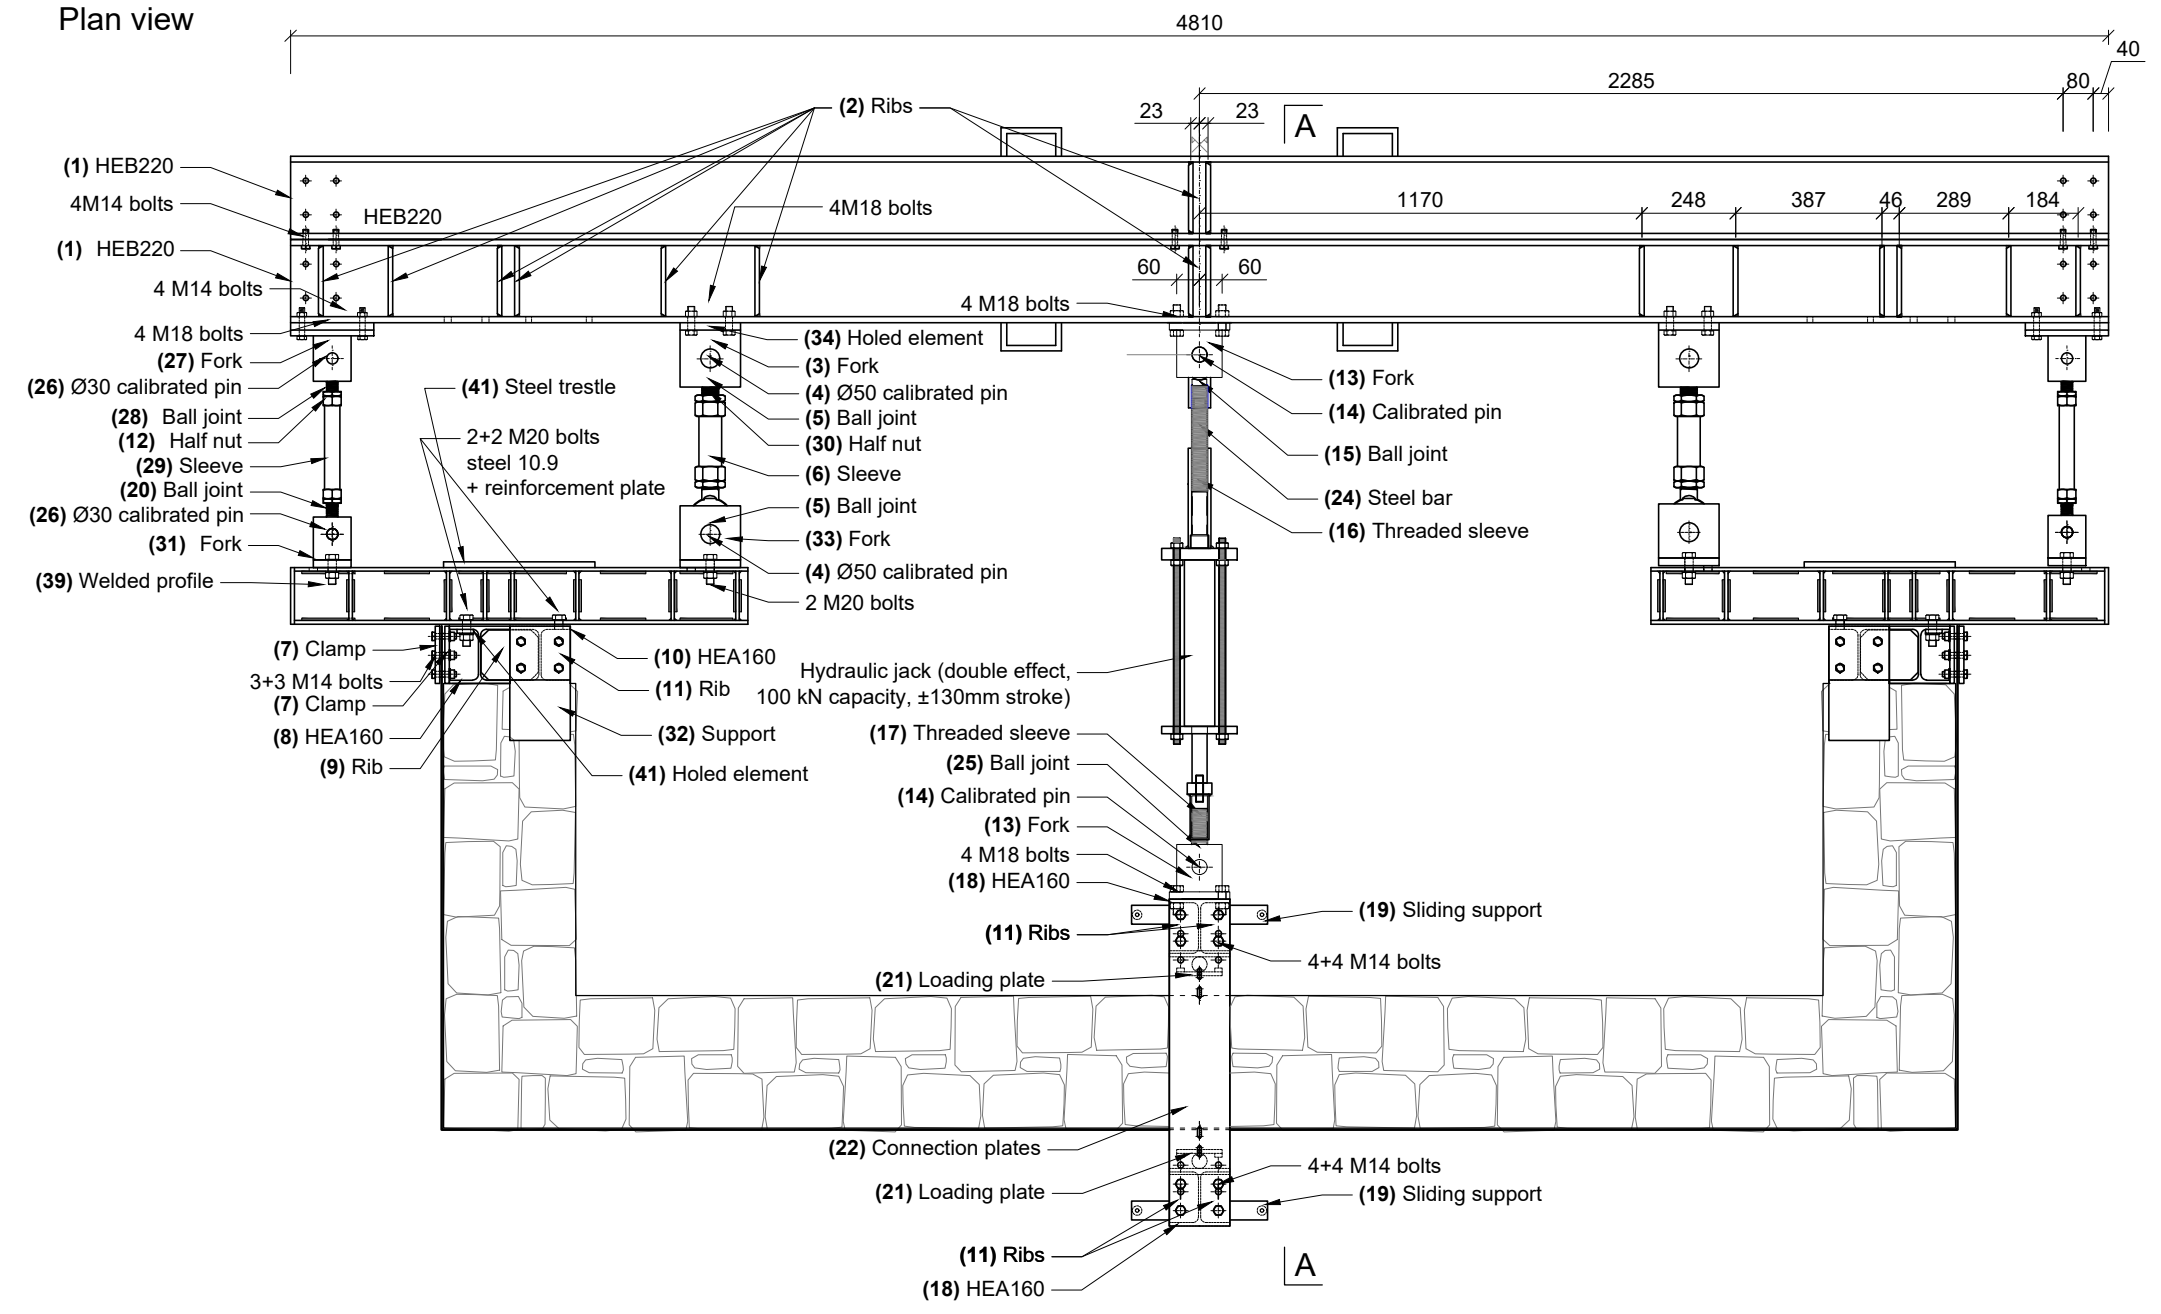 Plan view
4810
40
2285
80
(2) Ribs
23
23
A
(1) HEB220
4M14 bolts
HEB220
4M18 bolts
1170
248
387
46
289
184
(1) HEB220
60
60
4 M14 bolts
4 M18 bolts
4 M18 bolts
(34) Holed element
(27) Fork
(3) Fork
(13) Fork
(26) Ø30 calibrated pin
(41) Steel trestle
(4) Ø50 calibrated pin
(14) Calibrated pin
(28) Ball joint
(5) Ball joint
(12) Half nut
2+2 M20 bolts
steel 10.9
+ reinforcement plate
(30) Half nut
(15) Ball joint
(29) Sleeve
(6) Sleeve
(20) Ball joint
(24) Steel bar
(26) Ø30 calibrated pin
(5) Ball joint
(16) Threaded sleeve
(31) Fork
(33) Fork
(39) Welded profile
(4) Ø50 calibrated pin
2 M20 bolts
(7) Clamp
(10) HEA160
3+3 M14 bolts
(11) Rib
Hydraulic jack (double effect,
100 kN capacity, ±130mm stroke)
(7) Clamp
(8) HEA160
(32) Support
(17) Threaded sleeve
(9) Rib
(41) Holed element
(25) Ball joint
(14) Calibrated pin
(13) Fork
4 M18 bolts
(18) HEA160
(19) Sliding support
(11) Ribs
4+4 M14 bolts
(21) Loading plate
(22) Connection plates
4+4 M14 bolts
(21) Loading plate
(19) Sliding support
(11) Ribs
A
(18) HEA160